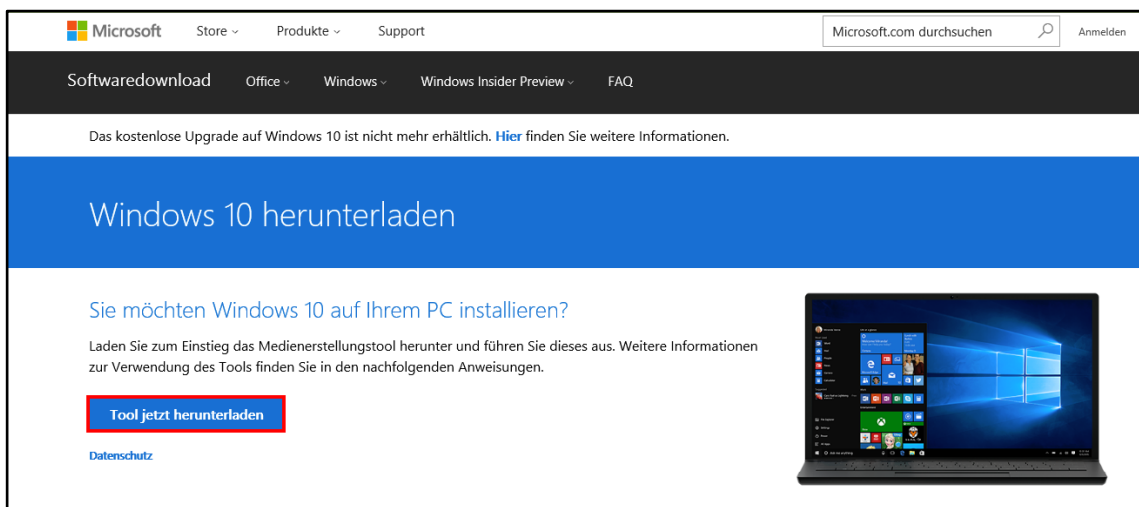 Microsoft Store Produkte Support Microsoft.com durchsuchen Anmelden
Softwaredownload Office Windows Windows Insider Preview FAQ
Das kostenlose Upgrade auf Windows 10 ist nicht mehr erhältlich. Hier finden Sie weitere Informationen.
Windows 10 herunterladen
Sie möchten Windows 10 auf Ihrem PC installieren?
Laden Sie zum Einstieg das Medienerstellungstool herunter und führen Sie dieses aus. Weitere Informationen
zur Verwendung des Tools finden Sie in den nachfolgenden Anweisungen.
Tool jetzt herunterladen
Datenschutz